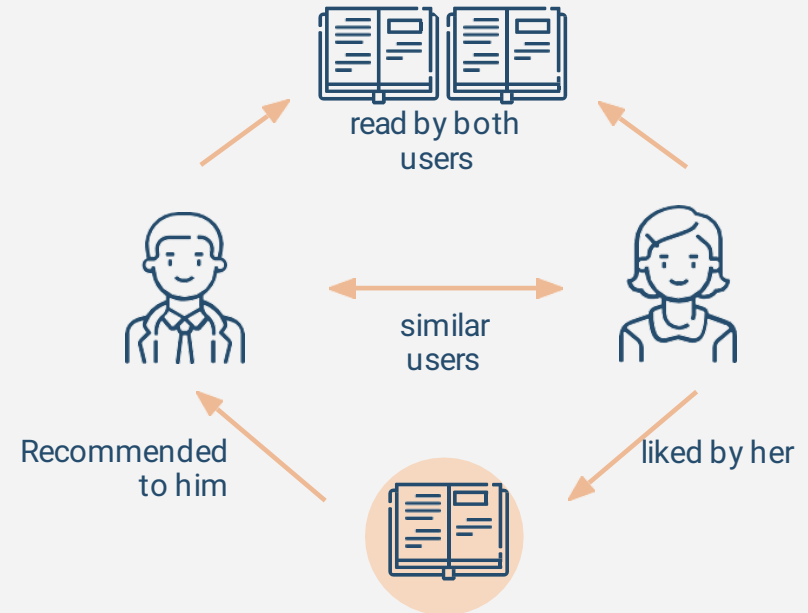 read by both
users
similar
users
Recommended
to him
liked by her